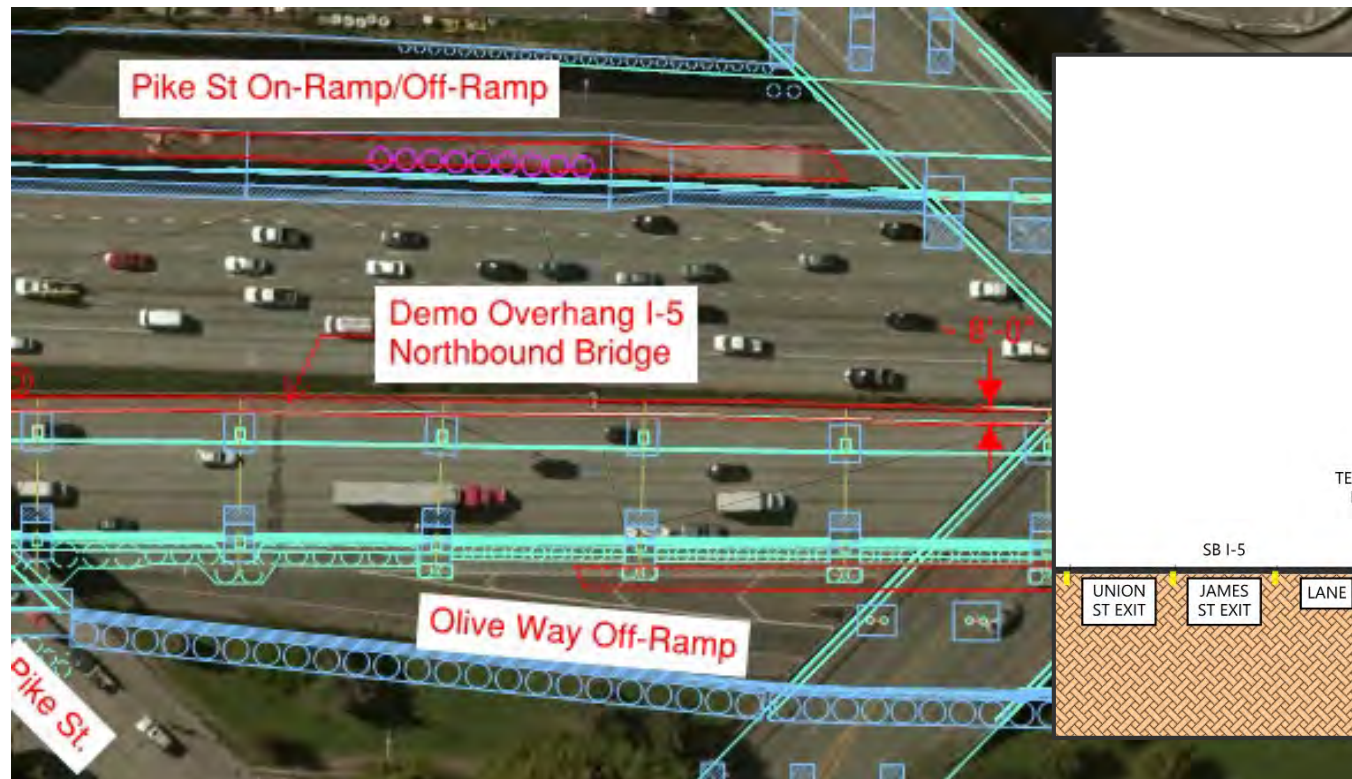 Pike St On-Ramp/Off-Ramp
Demo Overhang I-5
Northbound Bridge
~ 8'-0"
Olive Way Off-Ramp
Pike St.
SB I-5
UNION
ST EXIT
JAMES
ST EXIT
LANE
TE